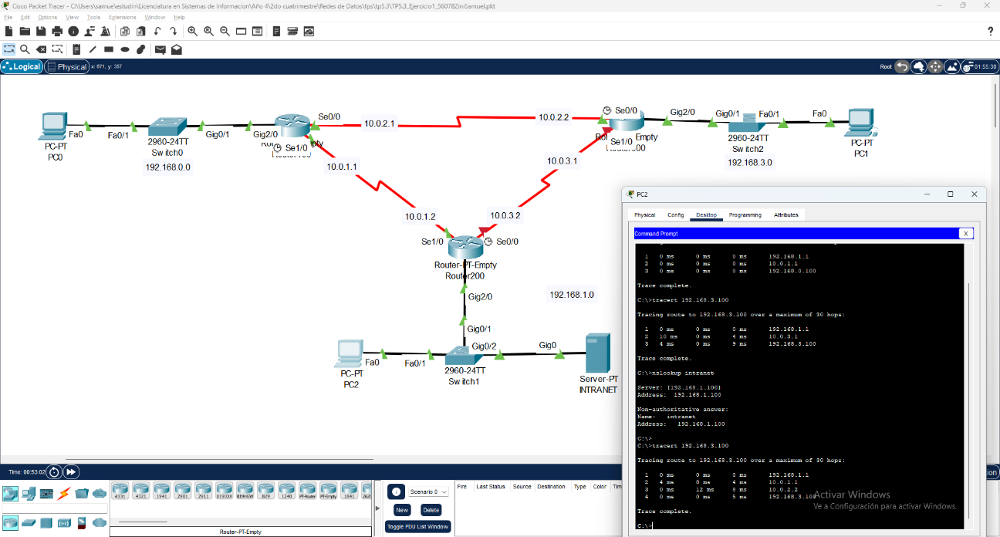 Cisco Packet Tracer - C:\Users\samue\estudin\Licenciatura en Sistemas de Informacion\Año 4\2do cuatrimestre\Redes de Datos\tps\tp5.3\TP5.3_Ejercicio1_56078ZiniSamuel.pkt
File Edit Options View Tools Extensions Window Help
?
Logical Physical x: 871, y: 357 Root 01:55:30
Se0/0
10.0.2.1
10.0.2.2
Se0/0
Gig2/0
Gig0/1
Fa0/1
Fa0
Fa0
Fa0/1
Gig0/1
Gig2/0
PC-PT
PC0
2960-24TT
Switch0
192.168.0.0
Se1/0
Se1/0
2960-24TT
Switch2
192.168.3.0
PC-PT
PC1
10.0.1.1
10.0.3.1
10.0.1.2
10.0.3.2
Se1/0
Se0/0
Router-PT-Empty
Router200
Gig2/0
192.168.1.0
Gig0/1
Gig0/2
Gig0
Fa0
Fa0/1
PC-PT
PC2
2960-24TT
Switch1
Server-PT
INTRANET
PC2
Physical Config Desktop Programming Attributes
Command Prompt X
1 0 ms 0 ms 0 ms 192.168.1.1
2 0 ms 0 ms 0 ms 10.0.1.1
3 0 ms 0 ms 0 ms 192.168.0.100
Trace complete.
C:\>tracert 192.168.3.100
Tracing route to 192.168.3.100 over a maximum of 30 hops:
1 0 ms 0 ms 0 ms 192.168.1.1
2 10 ms 0 ms 4 ms 10.0.3.1
3 4 ms 0 ms 9 ms 192.168.3.100
Trace complete.
C:\>nslookup intranet
Server: [192.168.1.100]
Address: 192.168.1.100
Non-authoritative answer:
Name: intranet
Address: 192.168.1.100
C:\>
C:\>tracert 192.168.3.100
Tracing route to 192.168.3.100 over a maximum of 30 hops:
1 0 ms 0 ms 0 ms 192.168.1.1
2 4 ms 8 ms 4 ms 10.0.1.1
3 0 ms 12 ms 8 ms 10.0.2.2
4 0 ms 0 ms 5 ms 192.168.3.100
Trace complete.
C:\>
Activar Windows
Ve a Configuración para activar Windows.
Time: 00:53:02
4331 4321 1941 2901 2911 819IOX 819HGW 829 1240 PT-Router PT-Empty 1841
Router-PT-Empty
Scenario 0
New Delete
Toggle PDU List Window
Fire Last Status Source Destination Type Color